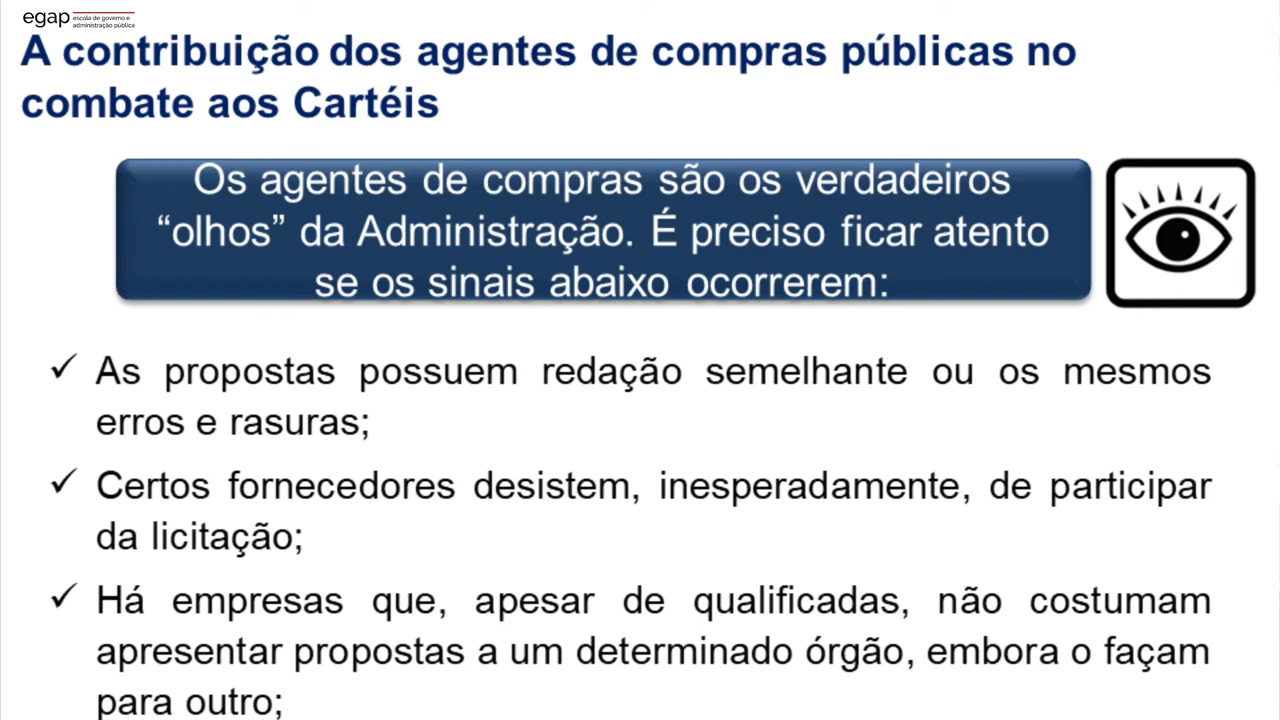 egap escola de governo e
administração pública
A contribuição dos agentes de compras públicas no
combate aos Cartéis
Os agentes de compras são os verdadeiros
“olhos” da Administração. É preciso ficar atento
se os sinais abaixo ocorrerem:
✓ As propostas possuem redação semelhante ou os mesmos
erros e rasuras;
✓ Certos fornecedores desistem, inesperadamente, de participar
da licitação;
✓ Há empresas que, apesar de qualificadas, não costumam
apresentar propostas a um determinado órgão, embora o façam
para outro;